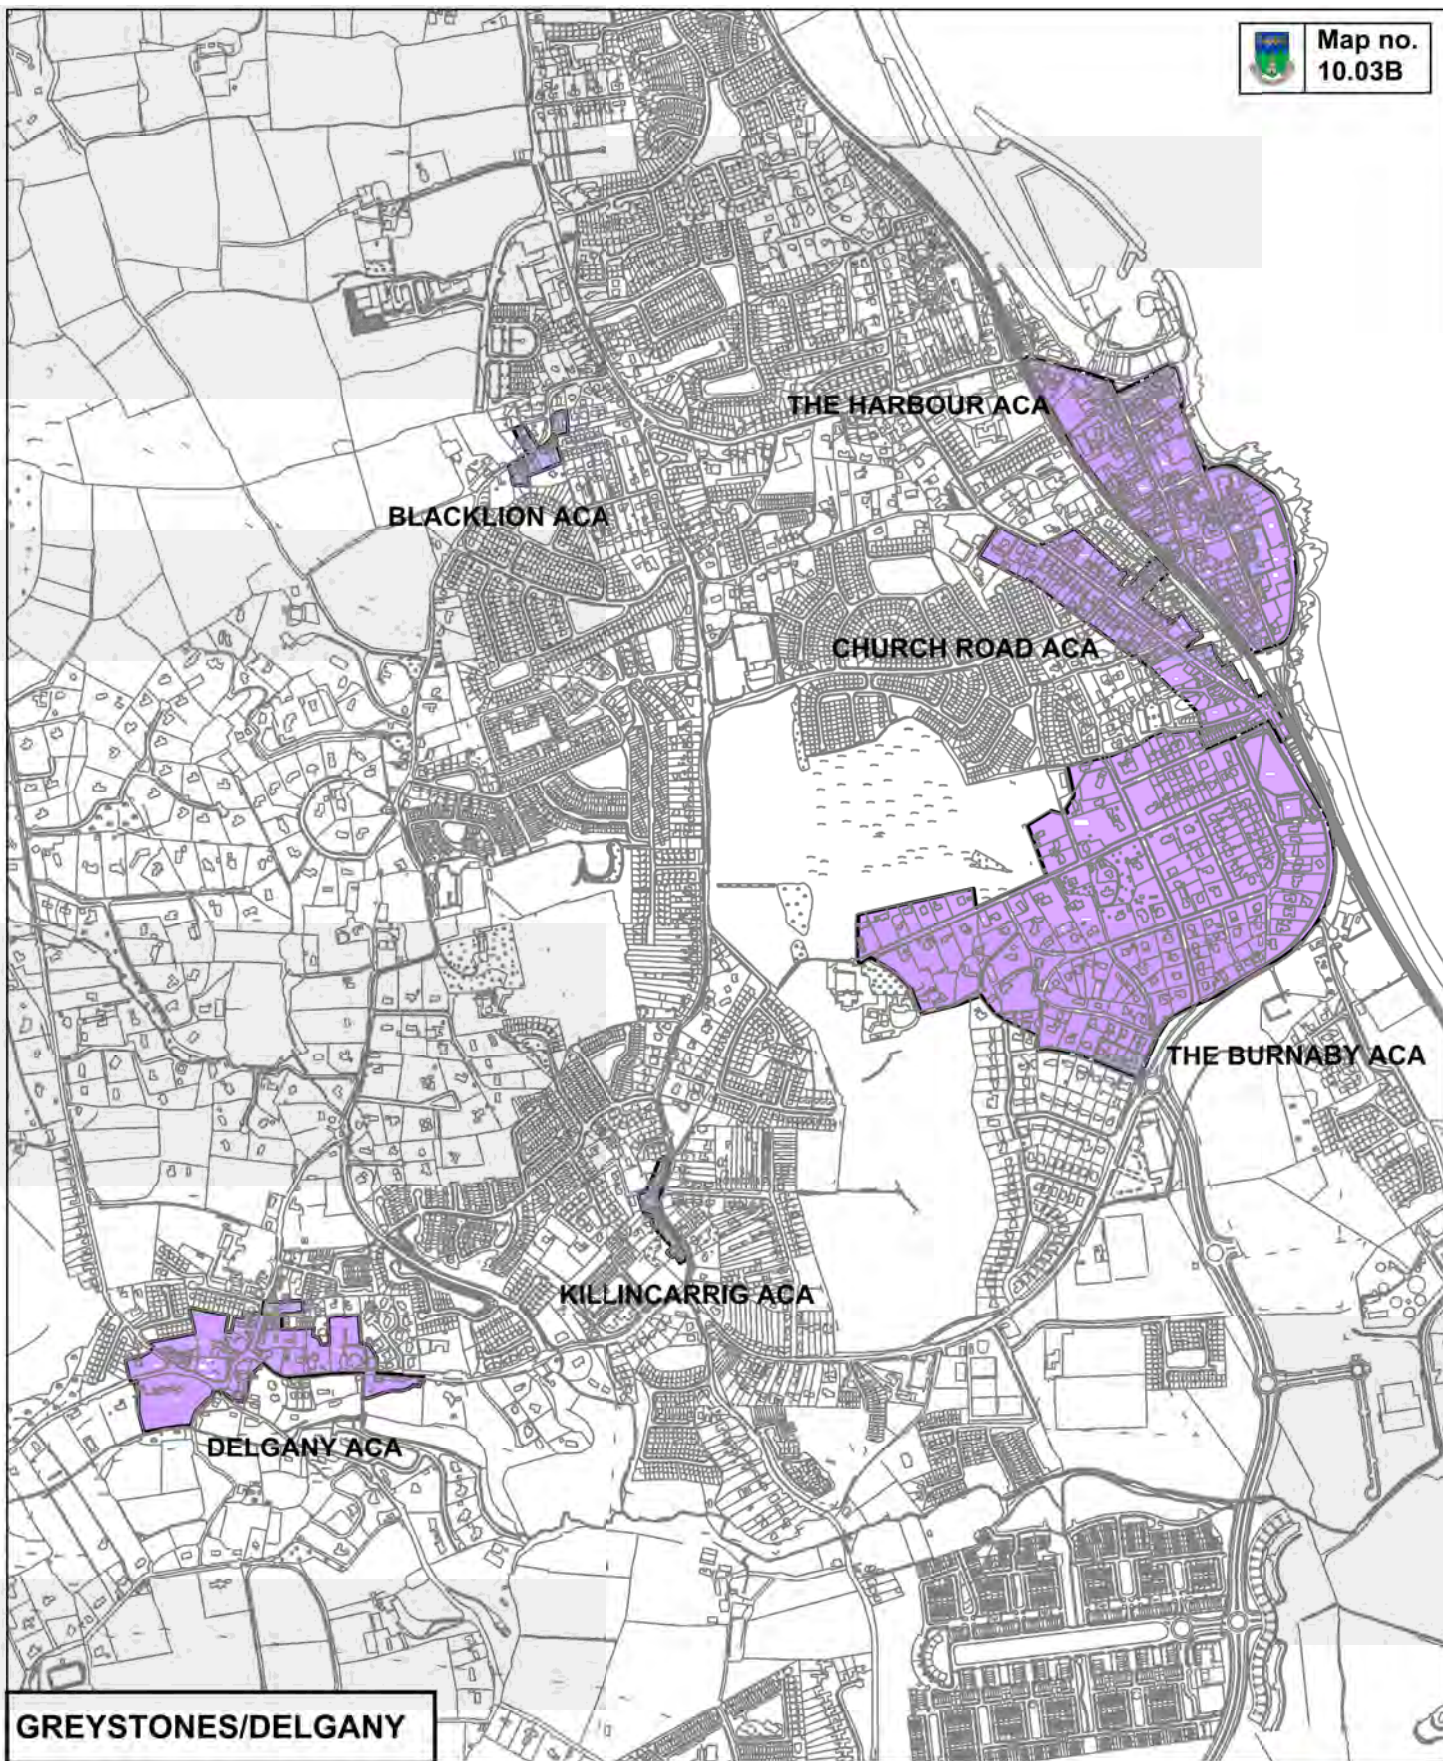 Map no.
10.03B
THE HARBOUR ACA
BLACKLION ACA
CHURCH ROAD ACA
THE BURNABY ACA
KILLINCARRIG ACA
DELGANY ACA
GREYSTONES/DELGANY